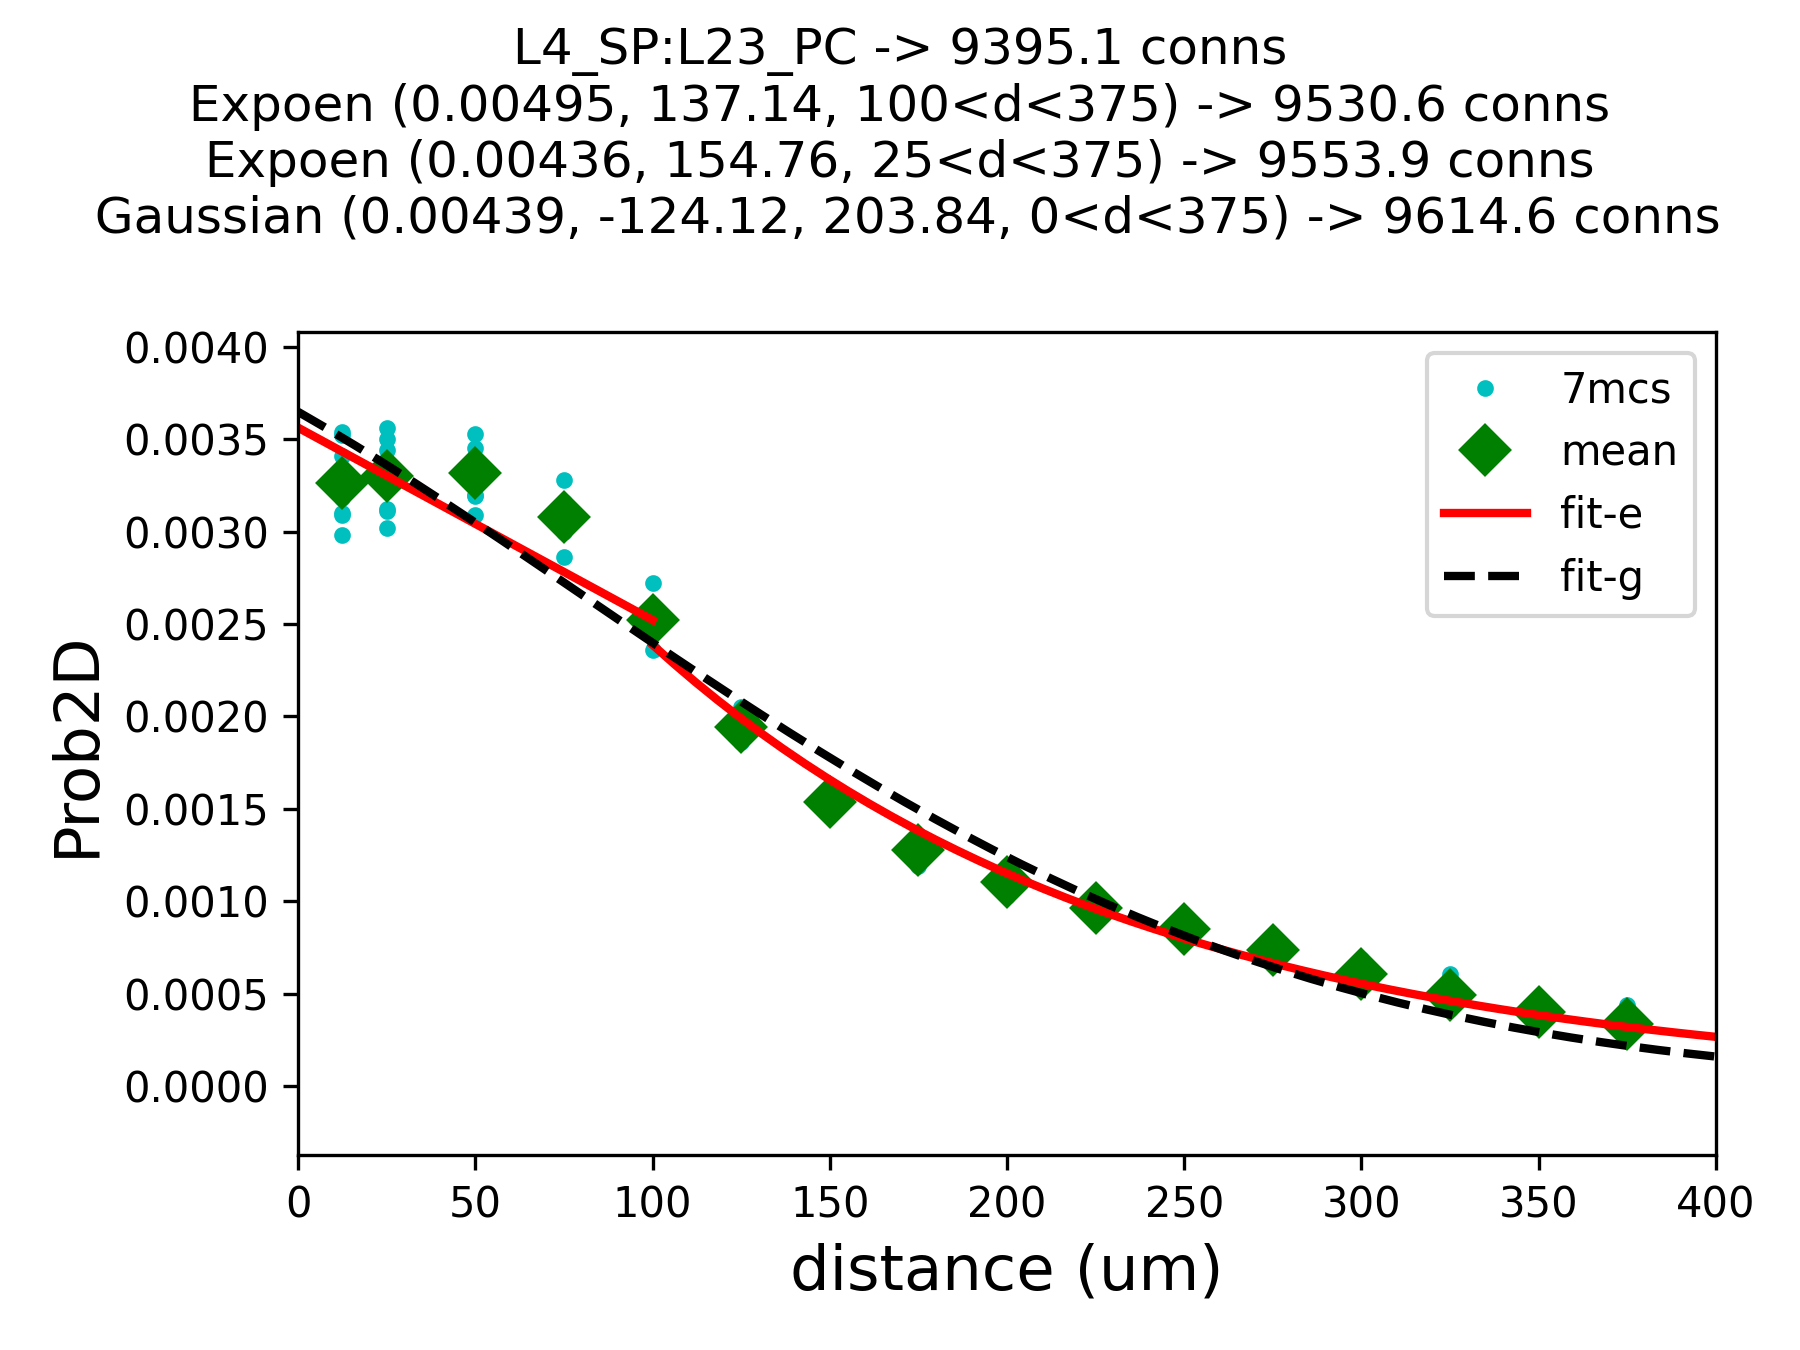 L4_SP:L23_PC -> 9395.1 conns
Expoen (0.00495, 137.14, 100<d<375) -> 9530.6 conns
Expoen (0.00436, 154.76, 25<d<375) -> 9553.9 conns
Gaussian (0.00439, -124.12, 203.84, 0<d<375) -> 9614.6 conns
0.0040
0.0035
0.0030
0.0025
0.0020
0.0015
0.0010
0.0005
0.0000
Prob2D
7mcs
mean
fit-e
fit-g
0 50 100 150 200 250 300 350 400
distance (um)